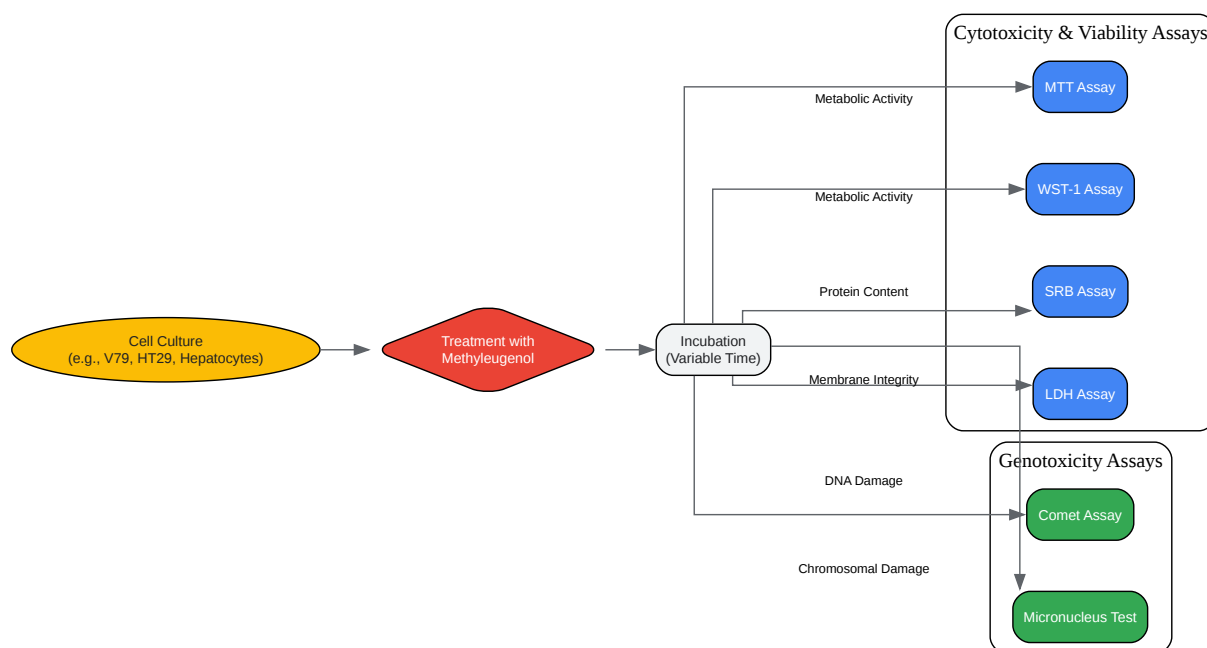 Cytotoxicity & Viability Assays
MTT Assay
Metabolic Activity
WST-1 Assay
Metabolic Activity
SRB Assay
Protein Content
Cell Culture
(e.g., V79, HT29, Hepatocytes)
Treatment with
Methyleugenol
Incubation
(Variable Time)
Membrane Integrity
LDH Assay
Genotoxicity Assays
DNA Damage
Comet Assay
Chromosomal Damage
Micronucleus Test